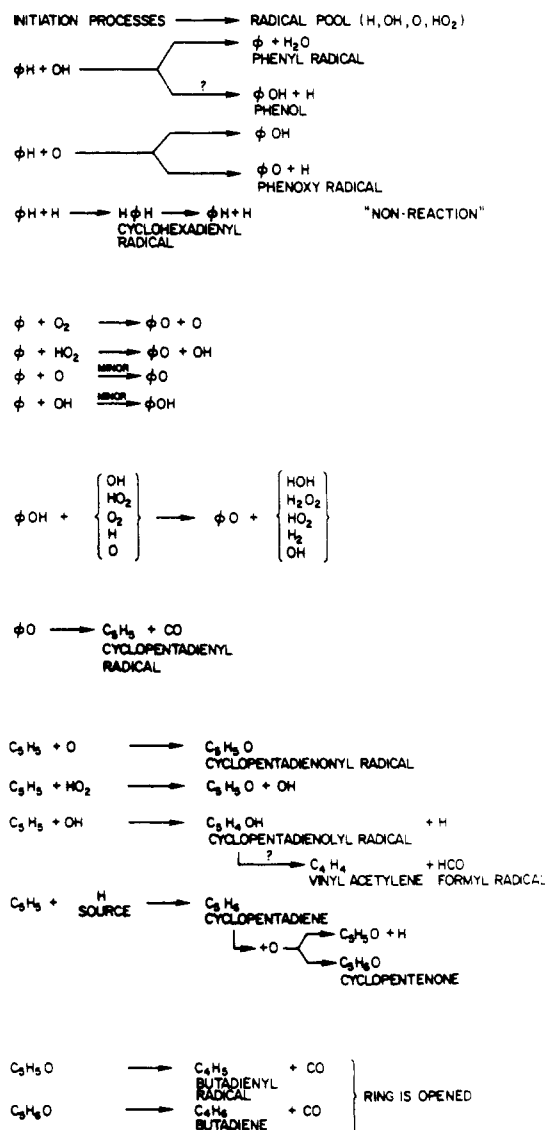 INITIATION PROCESSES ⟶ RADICAL POOL (H, OH, O, HO₂)
ϕH + OH ⟶ ϕ + H₂O
PHENYL RADICAL
? ⟶ ϕOH + H
PHENOL
ϕH + O ⟶ ϕOH
⟶ ϕO + H
PHENOXY RADICAL
ϕH + H ⟶ HϕH ⟶ ϕH + H "NON-REACTION"
CYCLOHEXADIENYL
RADICAL
ϕ + O₂ ⟶ ϕO + O
ϕ + HO₂ ⟶ ϕO + OH
ϕ + O MINOR ⟶ ϕO
ϕ + OH MINOR ⟶ ϕOH
ϕOH + { OH HO₂ O₂ H O } ⟶ ϕO + { HOH H₂O₂ HO₂ H₂ OH }
ϕO ⟶ C₅H₅ + CO
CYCLOPENTADIENYL
RADICAL
C₅H₅ + O ⟶ C₅H₅O
CYCLOPENTADIENONYL RADICAL
C₅H₅ + HO₂ ⟶ C₅H₅O + OH
C₅H₅ + OH ⟶ C₅H₄OH + H
CYCLOPENTADIENOLYL RADICAL
? ⟶ C₄H₄ + HCO
VINYL ACETYLENE FORMYL RADICAL
C₅H₅ + H SOURCE ⟶ C₅H₆
CYCLOPENTADIENE
+O ⟶ C₅H₅O + H
⟶ C₅H₆O
CYCLOPENTENONE
C₅H₅O ⟶ C₄H₅ + CO
BUTADIENYL
RADICAL
} RING IS OPENED
C₅H₆O ⟶ C₄H₆ + CO
BUTADIENE